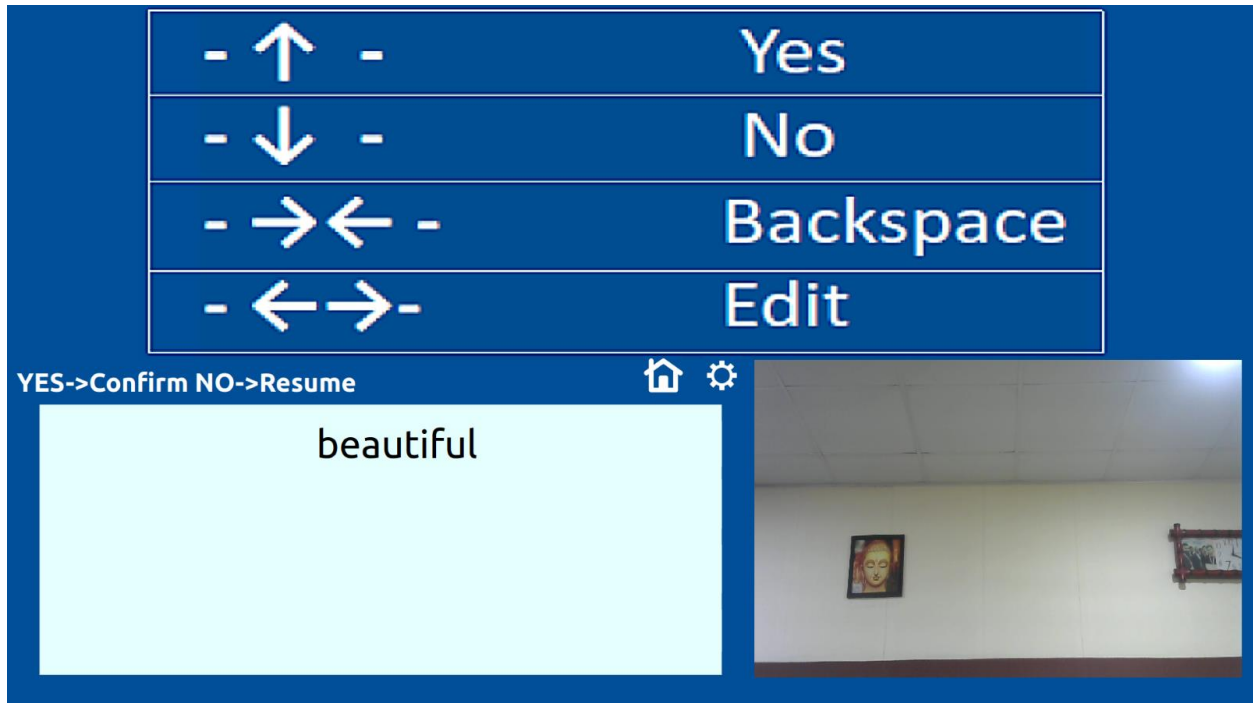 - ↑ - Yes
- ↓ - No
- →← - Backspace
- ←→- Edit
YES->Confirm NO->Resume
beautiful